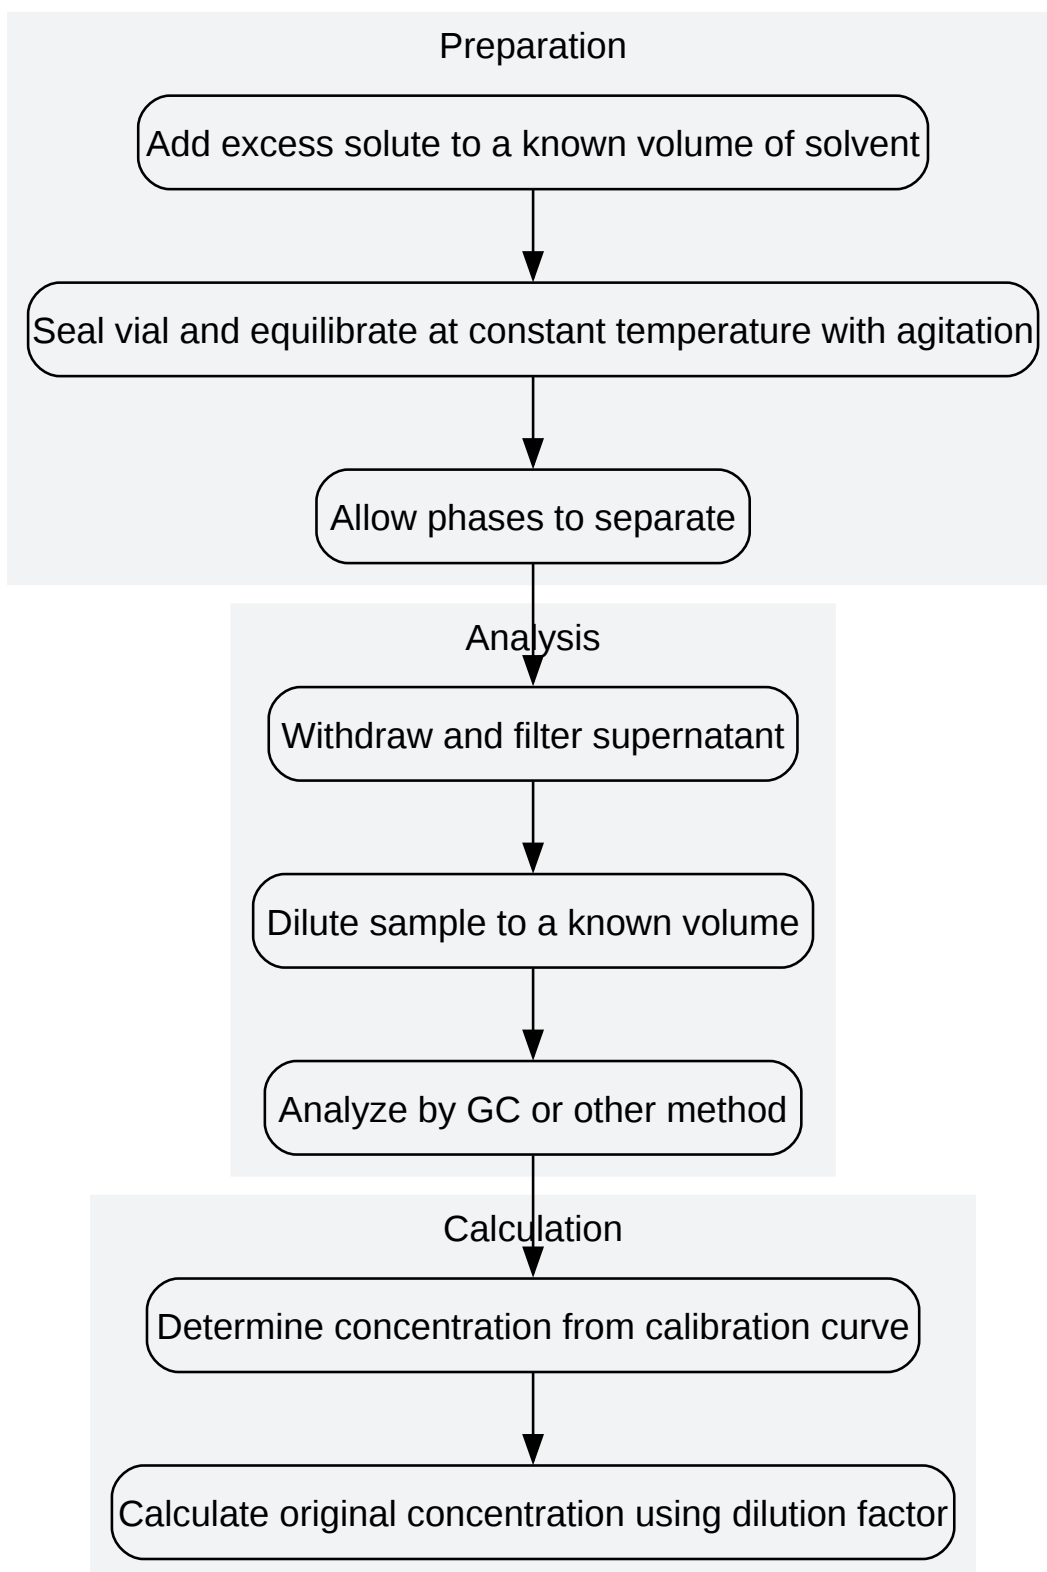 Preparation
Add excess solute to a known volume of solvent
Seal vial and equilibrate at constant temperature with agitation
Allow phases to separate
Analysis
Withdraw and filter supernatant
Dilute sample to a known volume
Analyze by GC or other method
Calculation
Determine concentration from calibration curve
Calculate original concentration using dilution factor